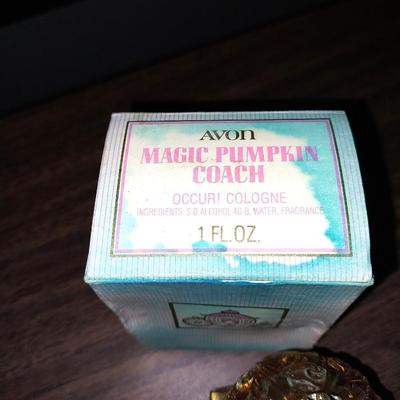 AVON
MAGIC PUMPKIN
COACH
OCCUR! COLOGNE
INGREDIENTS: S.D. ALCOHOL 40-B, WATER, FRAGRANCE
1 FL. OZ.